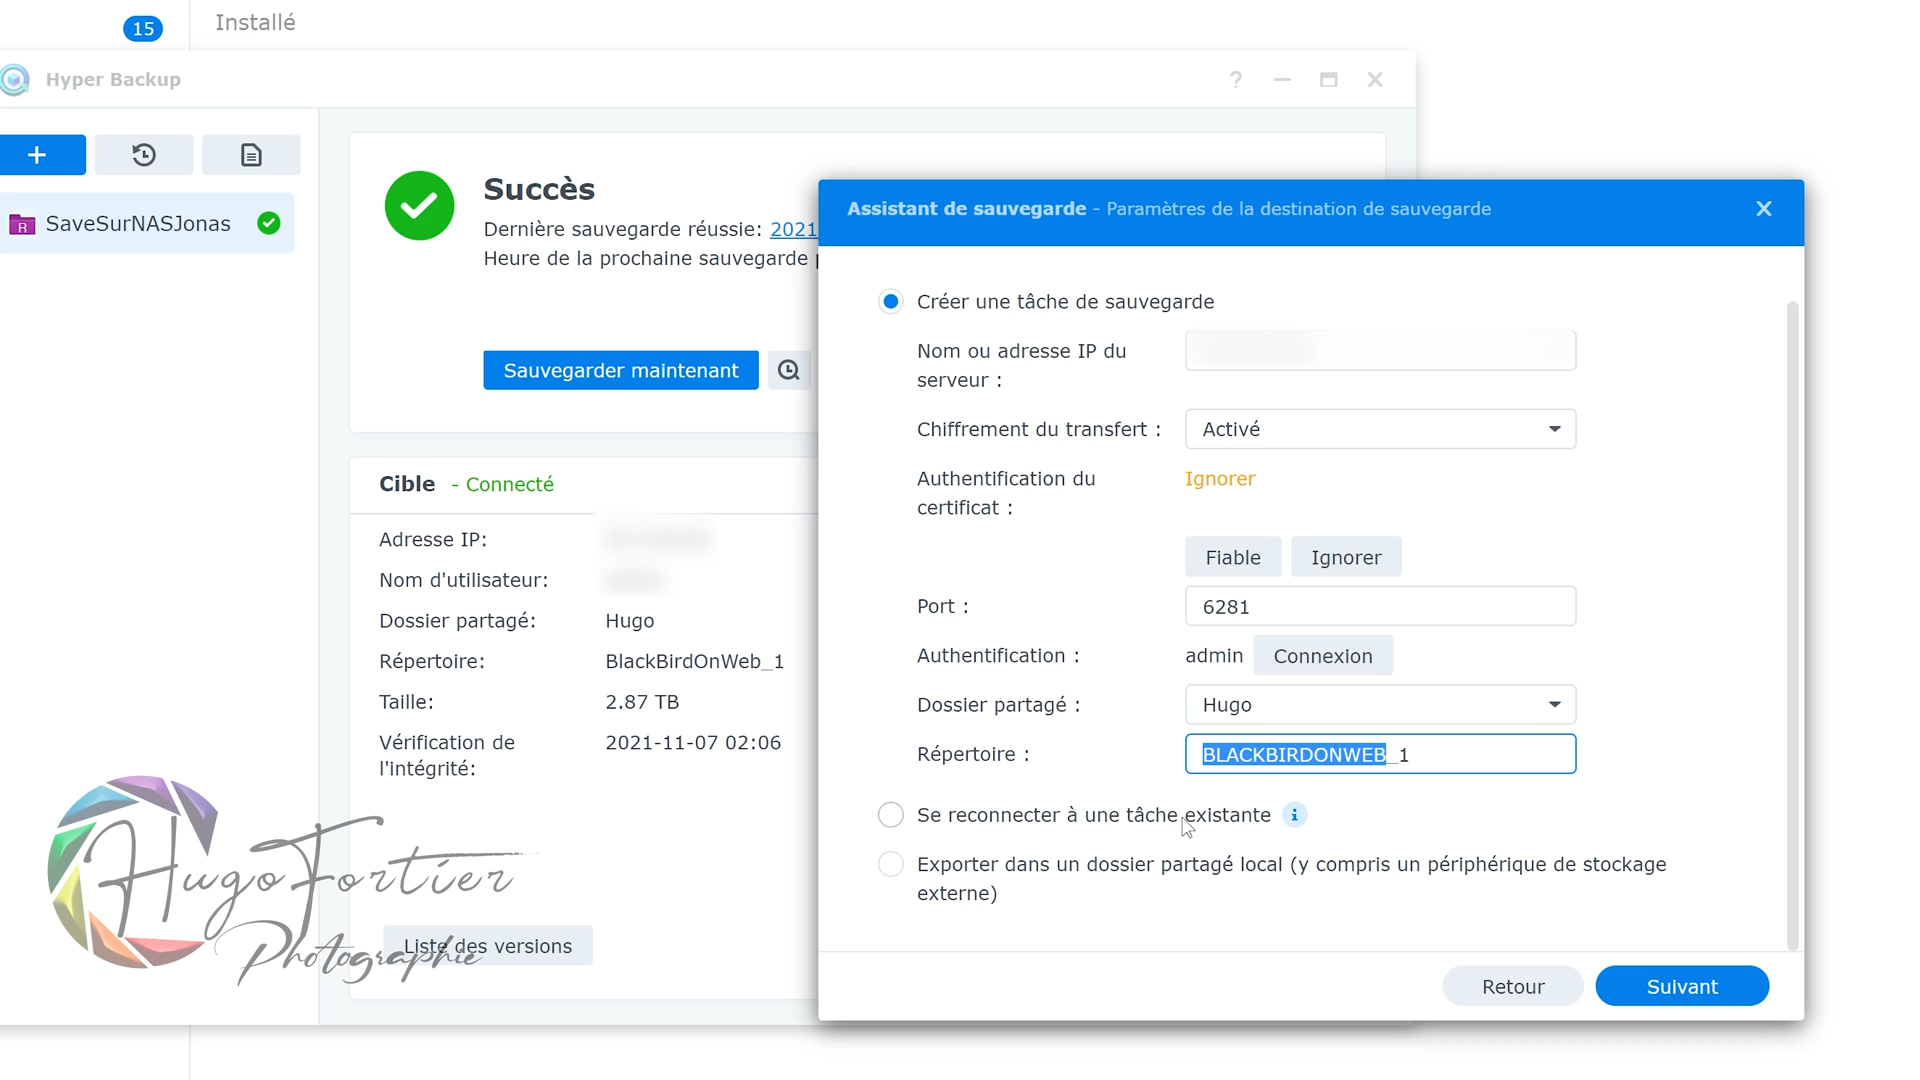 15
Installé
Hyper Backup
SaveSurNASJonas
Succès
Dernière sauvegarde réussie: 2021
Heure de la prochaine sauvegarde
Sauvegarder maintenant
Cible - Connecté
Adresse IP:
Nom d'utilisateur:
Dossier partagé: Hugo
Répertoire: BlackBirdOnWeb_1
Taille: 2.87 TB
Vérification de 2021-11-07 02:06
l'intégrité:
Liste des versions
Hugo Fortier
Photographie
Assistant de sauvegarde - Paramètres de la destination de sauvegarde
Créer une tâche de sauvegarde
Nom ou adresse IP du
serveur :
Chiffrement du transfert : Activé
Authentification du Ignorer
certificat :
Fiable Ignorer
Port : 6281
Authentification : admin Connexion
Dossier partagé : Hugo
Répertoire : BLACKBIRDONWEB_1
Se reconnecter à une tâche existante
Exporter dans un dossier partagé local (y compris un périphérique de stockage
externe)
Retour Suivant